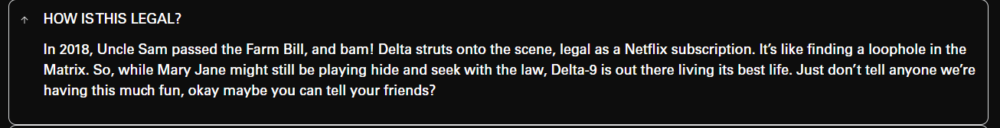 HOW IS THIS LEGAL?
In 2018, Uncle Sam passed the Farm Bill, and bam! Delta struts onto the scene, legal as a Netflix subscription. It’s like finding a loophole in the
Matrix. So, while Mary Jane might still be playing hide and seek with the law, Delta-9 is out there living its best life. Just don’t tell anyone we’re
having this much fun, okay maybe you can tell your friends?